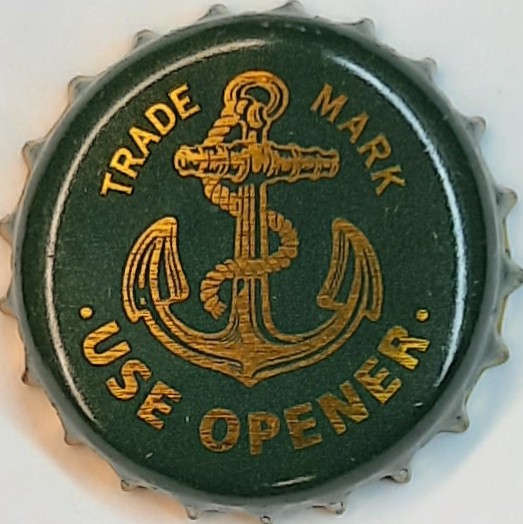 TRADE MARK
· USE OPENER ·